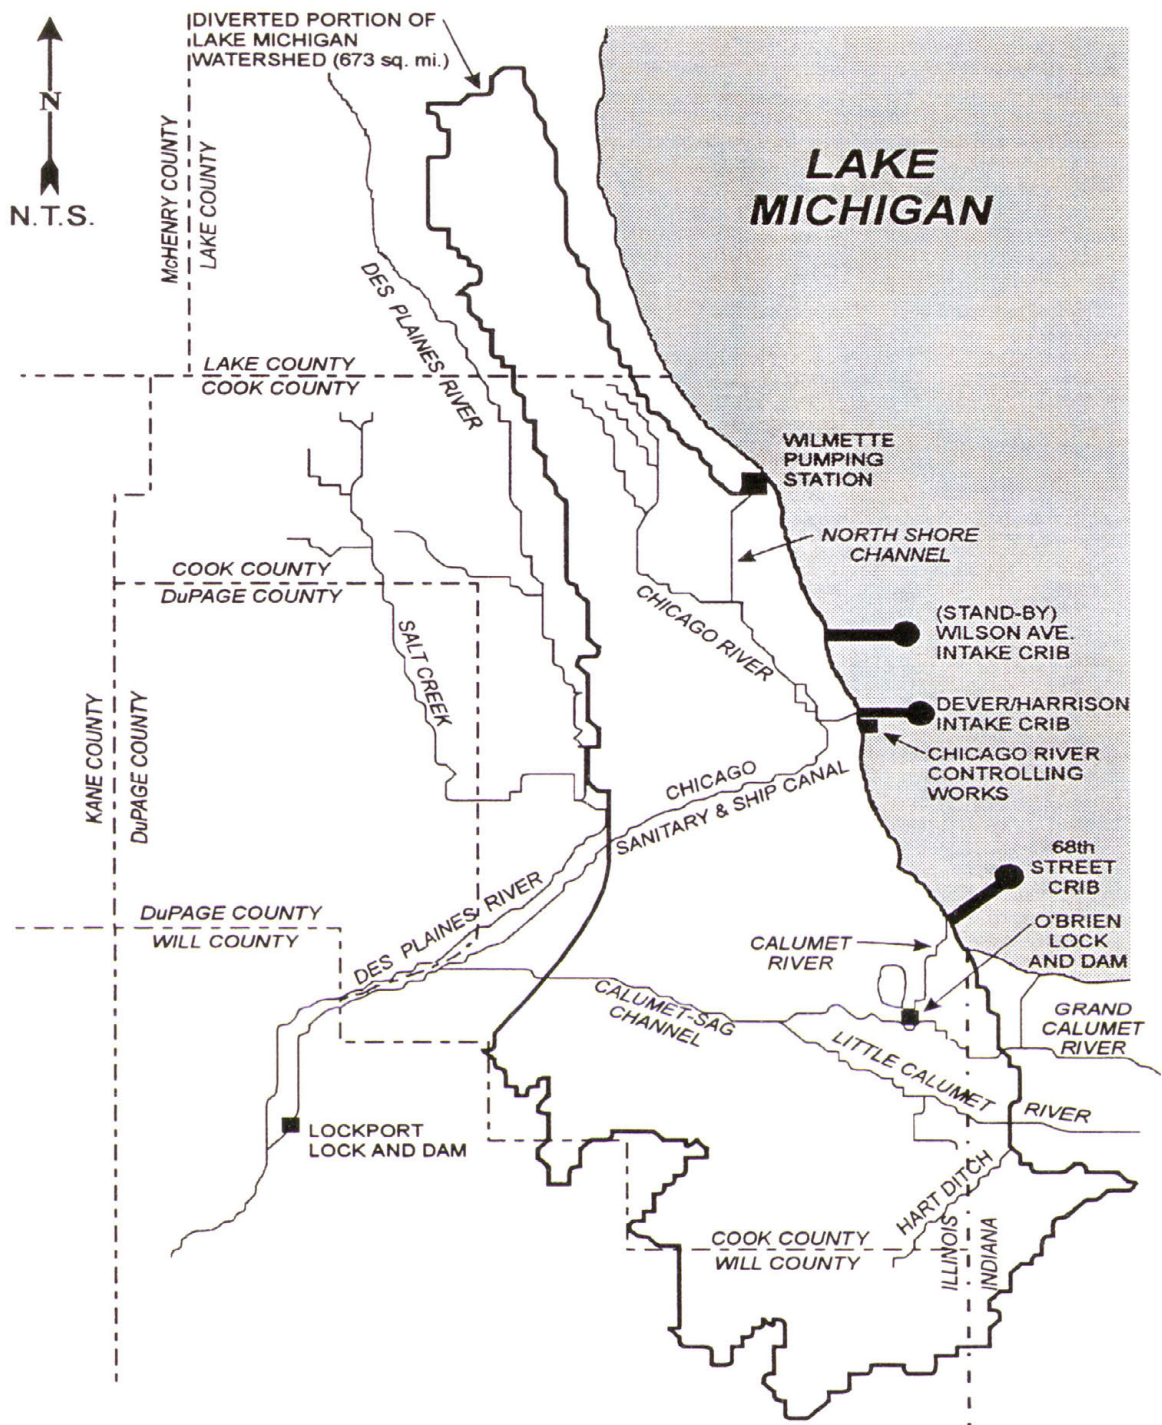 DIVERTED PORTION OF
LAKE MICHIGAN
WATERSHED (673 sq. mi.)
N
N.T.S.
McHENRY COUNTY
LAKE COUNTY
LAKE
MICHIGAN
DES PLAINES RIVER
LAKE COUNTY
COOK COUNTY
WILMETTE
PUMPING
STATION
NORTH SHORE
CHANNEL
COOK COUNTY
DuPAGE COUNTY
CHICAGO RIVER
(STAND-BY)
WILSON AVE.
INTAKE CRIB
SALT CREEK
KANE COUNTY
DuPAGE COUNTY
DEVER/HARRISON
INTAKE CRIB
CHICAGO RIVER
CONTROLLING
WORKS
CHICAGO
SANITARY & SHIP CANAL
68th
STREET
CRIB
DuPAGE COUNTY
WILL COUNTY
DES PLAINES RIVER
CALUMET
RIVER
O'BRIEN
LOCK
AND DAM
CALUMET-SAG
CHANNEL
GRAND
CALUMET
RIVER
LITTLE CALUMET
RIVER
LOCKPORT
LOCK AND DAM
HART DITCH
COOK COUNTY
WILL COUNTY
ILLINOIS
INDIANA